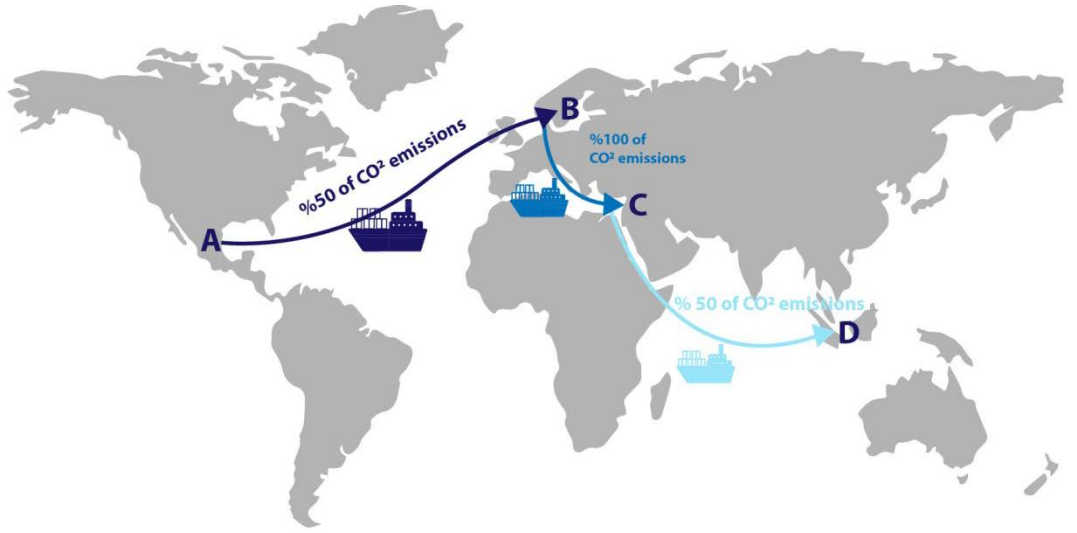 B
%100 of
CO² emissions
%50 of CO² emissions
C
A
% 50 of CO² emissions
D